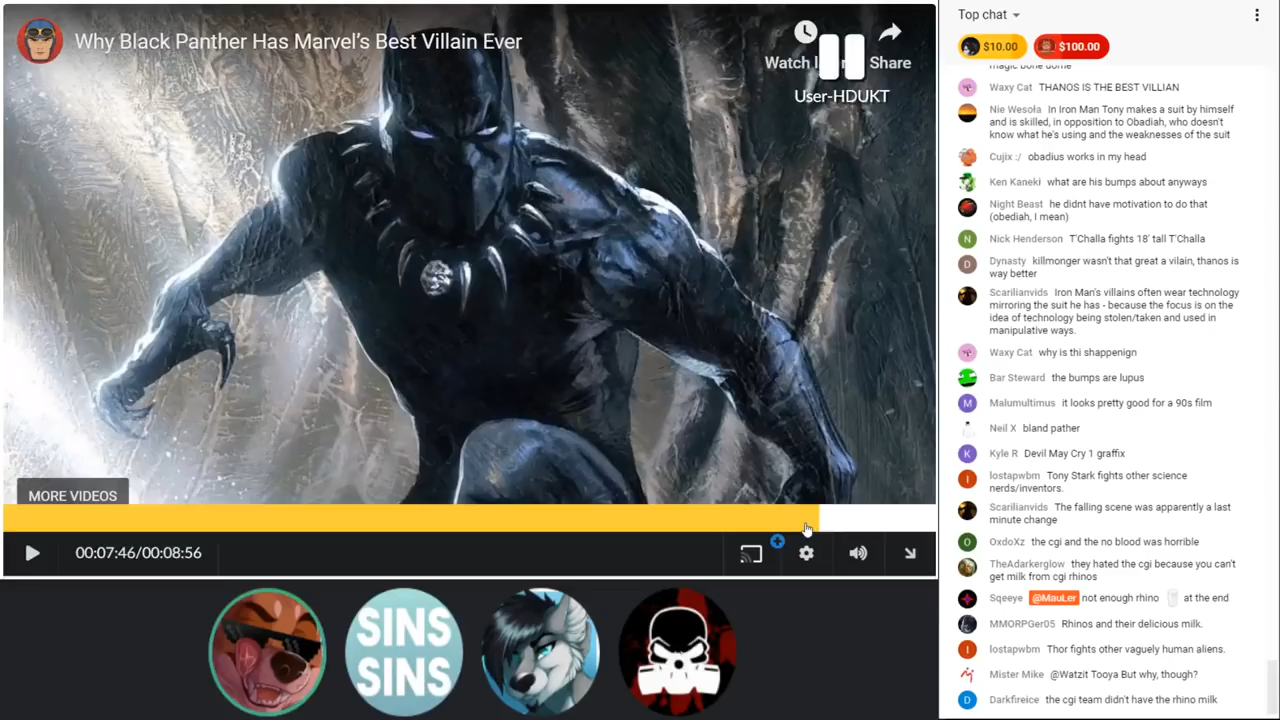 Why Black Panther Has Marvel's Best Villain Ever
Watch l
Share
User-HDUKT
MORE VIDEOS
00:07:46/00:08:56
SINS
SINS
Top chat
$10.00
$100.00
magic bone dome
Waxy Cat THANOS IS THE BEST VILLIAN
Nie Wesoła In Iron Man Tony makes a suit by himself
and is skilled, in opposition to Obadiah, who doesn't
know what he's using and the weaknesses of the suit
Cujix :/ obadius works in my head
Ken Kaneki what are his bumps about anyways
Night Beast he didnt have motivation to do that
(obediah, I mean)
N
Nick Henderson T'Challa fights 18' tall T'Challa
D
Dynasty killmonger wasn't that great a vilain, thanos is
way better
Scarilianvids Iron Man's villains often wear technology
mirroring the suit he has - because the focus is on the
idea of technology being stolen/taken and used in
manipulative ways.
Waxy Cat why is thi shappenign
Bar Steward the bumps are lupus
M
Malumultimus it looks pretty good for a 90s film
Neil X bland pather
K
Kyle R Devil May Cry 1 graffix
l
lostapwbm Tony Stark fights other science
nerds/inventors.
Scarilianvids The falling scene was apparently a last
minute change
O
OxdoXz the cgi and the no blood was horrible
TheAdarkerglow they hated the cgi because you can't
get milk from cgi rhinos
Sqeeye @MauLer not enough rhino 🥛 at the end
MMORPGer05 Rhinos and their delicious milk.
l
lostapwbm Thor fights other vaguely human aliens.
Mister Mike @Watzit Tooya But why, though?
D
Darkfireice the cgi team didn't have the rhino milk